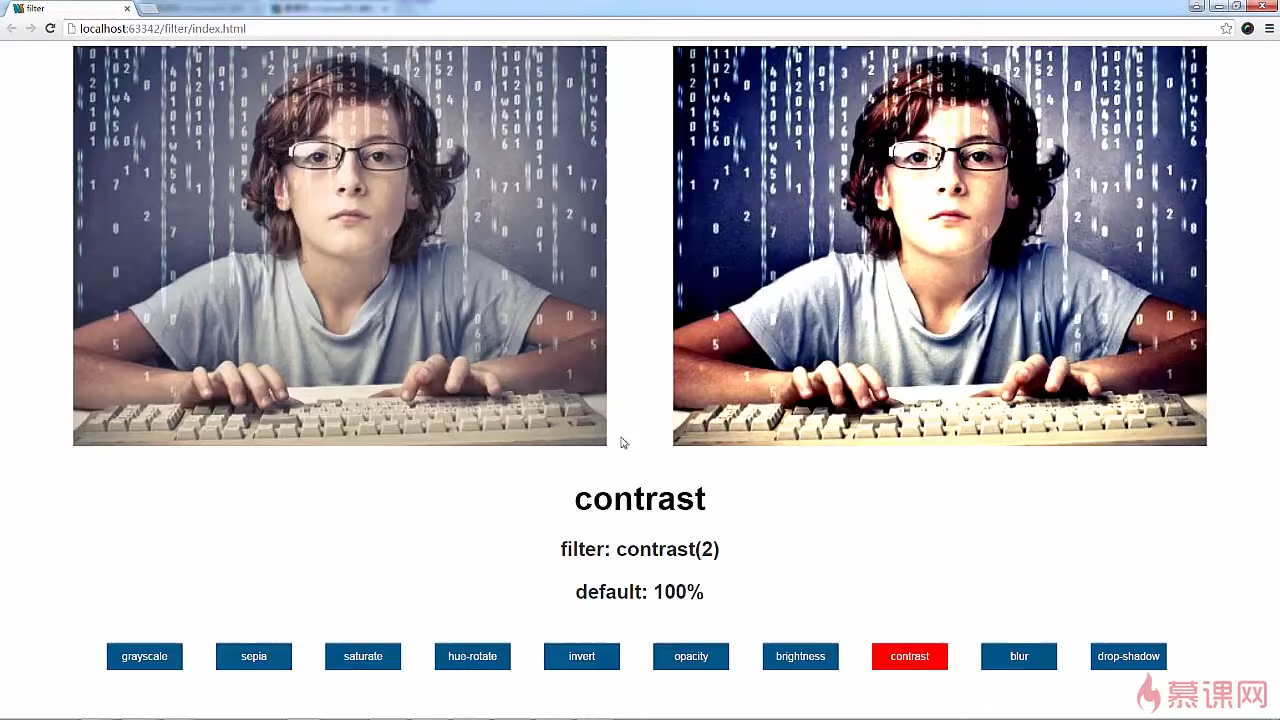 filter
localhost:63342/filter/index.html
contrast
filter: contrast(2)
default: 100%
grayscale
sepia
saturate
hue-rotate
invert
opacity
brightness
contrast
blur
drop-shadow
慕课网